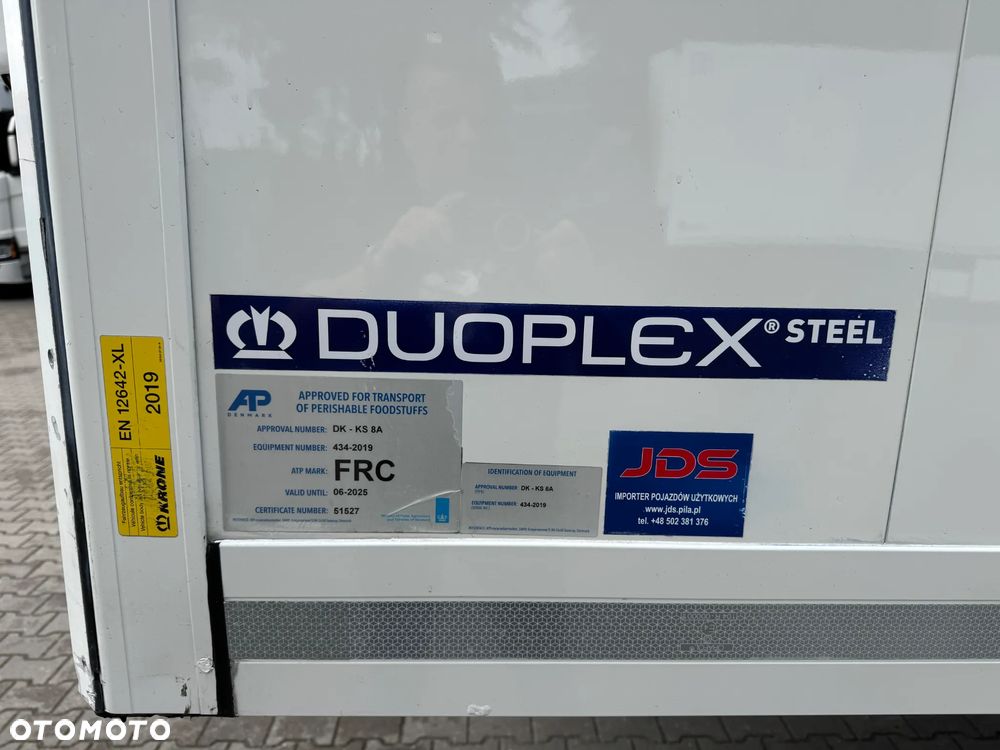 DUOPLEX® STEEL
EN 12642-XL
2019
KRONE
AP
DENMARK
APPROVED FOR TRANSPORT
OF PERISHABLE FOODSTUFFS
APPROVAL NUMBER: DK - KS 8A
EQUIPMENT NUMBER: 434-2019
ATP MARK: FRC
VALID UNTIL: 06-2025
CERTIFICATE NUMBER: 51527
IDENTIFICATION OF EQUIPMENT
APPROVAL NUMBER: DK - KS 8A
EQUIPMENT NUMBER: 434-2019
JDS
IMPORTER POJAZDÓW UŻYTKOWYCH
www.jds.pila.pl
tel. +48 502 381 376
OTOMOTO